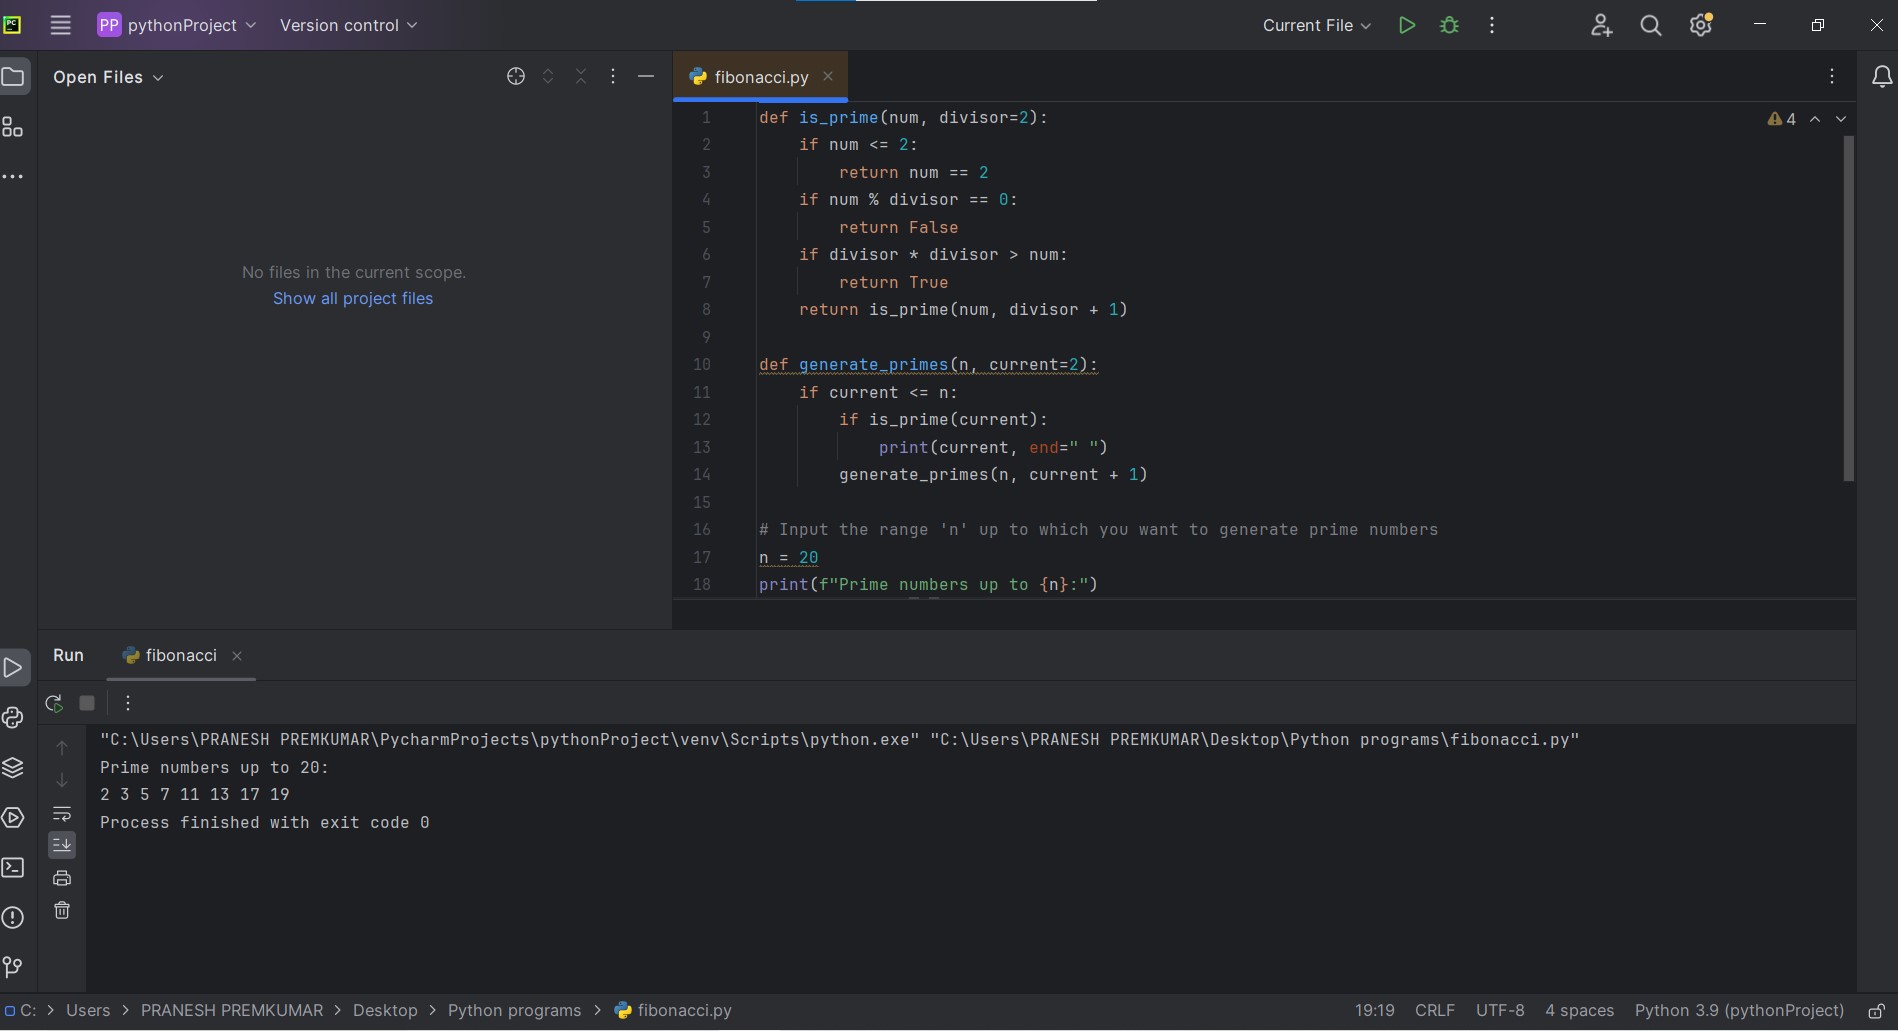 PC
PP pythonProject
Version control
Current File
Open Files
fibonacci.py
No files in the current scope.
Show all project files
4
1 def is_prime(num, divisor=2):
2     if num <= 2:
3         return num == 2
4     if num % divisor == 0:
5         return False
6     if divisor * divisor > num:
7         return True
8     return is_prime(num, divisor + 1)
9
10 def generate_primes(n, current=2):
11     if current <= n:
12         if is_prime(current):
13             print(current, end=" ")
14         generate_primes(n, current + 1)
15
16 # Input the range 'n' up to which you want to generate prime numbers
17 n = 20
18 print(f"Prime numbers up to {n}:")
Run
fibonacci
"C:\Users\PRANESH PREMKUMAR\PycharmProjects\pythonProject\venv\Scripts\python.exe" "C:\Users\PRANESH PREMKUMAR\Desktop\Python programs\fibonacci.py"
Prime numbers up to 20:
2 3 5 7 11 13 17 19
Process finished with exit code 0
C: > Users > PRANESH PREMKUMAR > Desktop > Python programs > fibonacci.py
19:19 CRLF UTF-8 4 spaces Python 3.9 (pythonProject)